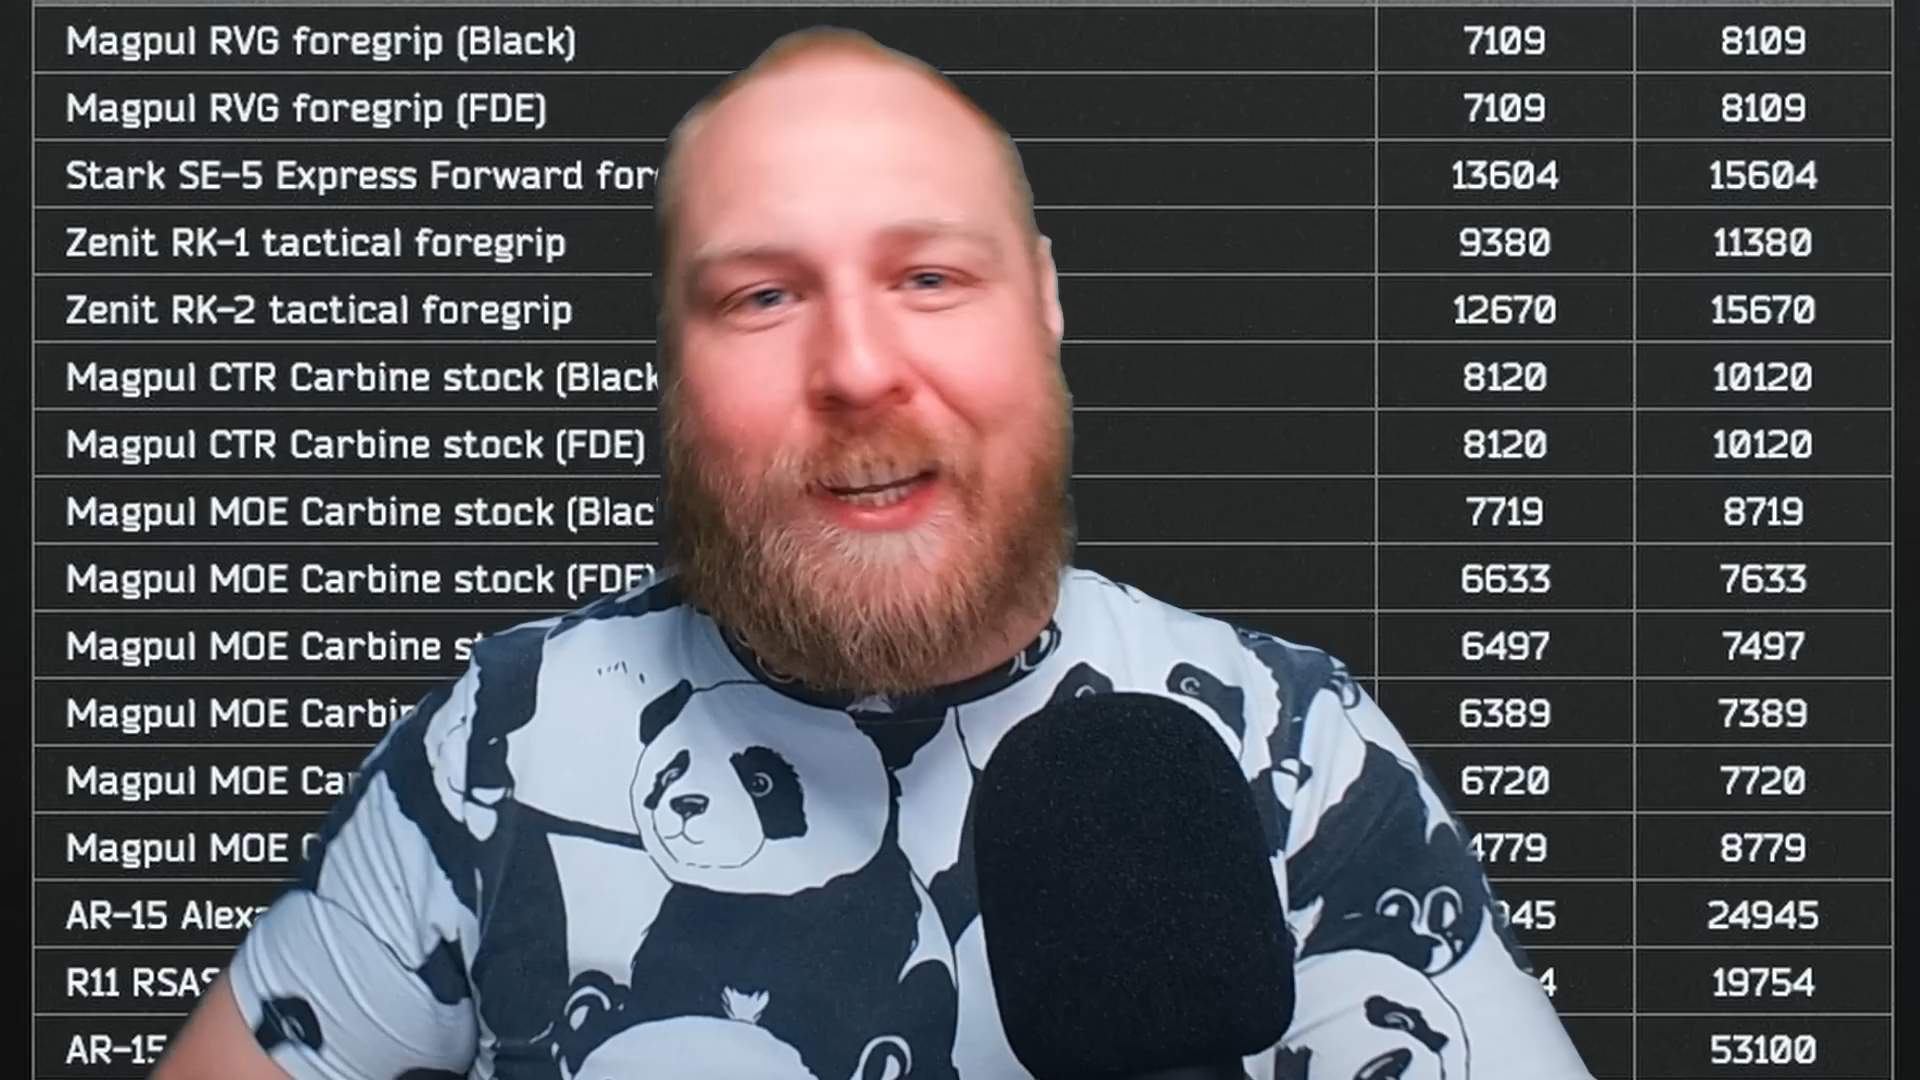 Magpul RVG foregrip (Black) 7109 8109
Magpul RVG foregrip (FDE) 7109 8109
Stark SE-5 Express Forward 13604 15604
Zenit RK-1 tactical foregrip 9380 11380
Zenit RK-2 tactical foregrip 12670 15670
Magpul CTR Carbine stock (Black 8120 10120
Magpul CTR Carbine stock (FDE) 8120 10120
Magpul MOE Carbine stock (Blac 7719 8719
Magpul MOE Carbine stock (FDE) 6633 7633
Magpul MOE Carbine 6497 7497
Magpul MOE 6389 7389
Magpul MOE 6720 7720
Magpul MOE 4779 8779
AR-15 24945
R11 19754
AR-15 53100